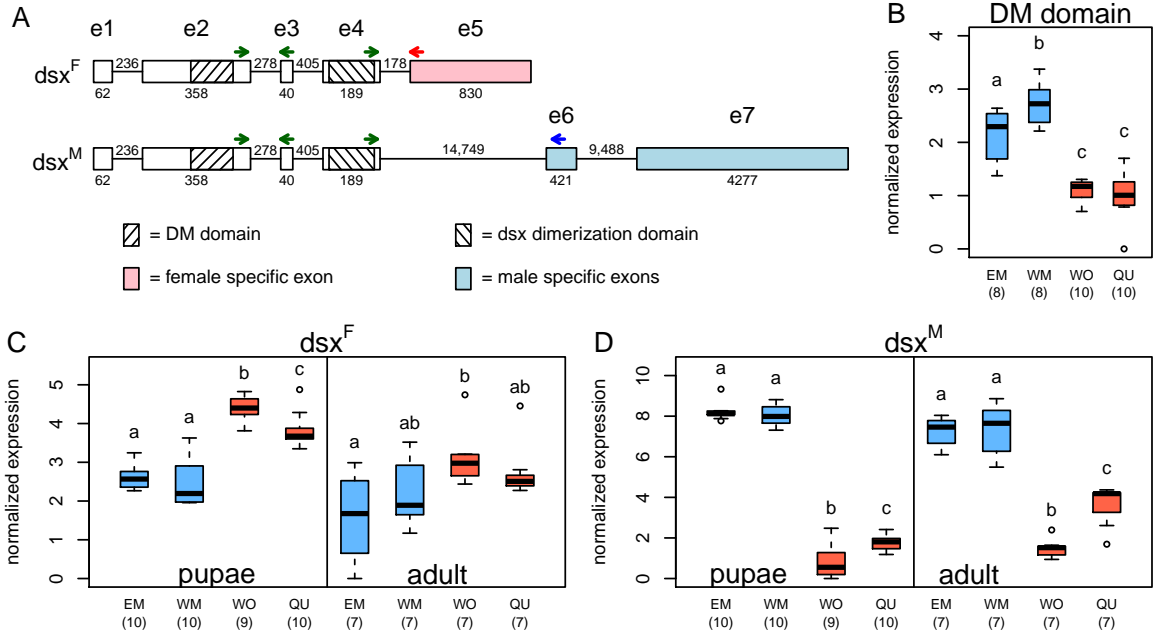 A
e1 e2 e3 e4 e5
dsxF 236 278 405 178
62 358 40 189 830
e6 e7
dsxM 236 278 405 14,749 9,488
62 358 40 189 421 4277
= DM domain = dsx dimerization domain
= female specific exon = male specific exons
B DM domain
normalized expression
4
3
2
1
0
a b c c
EM WM WO QU
(8) (8) (10) (10)
C dsxF
normalized expression
5
4
3
2
1
0
a a b c a ab b ab
pupae adult
EM WM WO QU EM WM WO QU
(10) (10) (9) (10) (7) (7) (7) (7)
D dsxM
normalized expression
10
8
6
4
2
0
a a b c a a b c
pupae adult
EM WM WO QU EM WM WO QU
(10) (10) (9) (10) (7) (7) (7) (7)